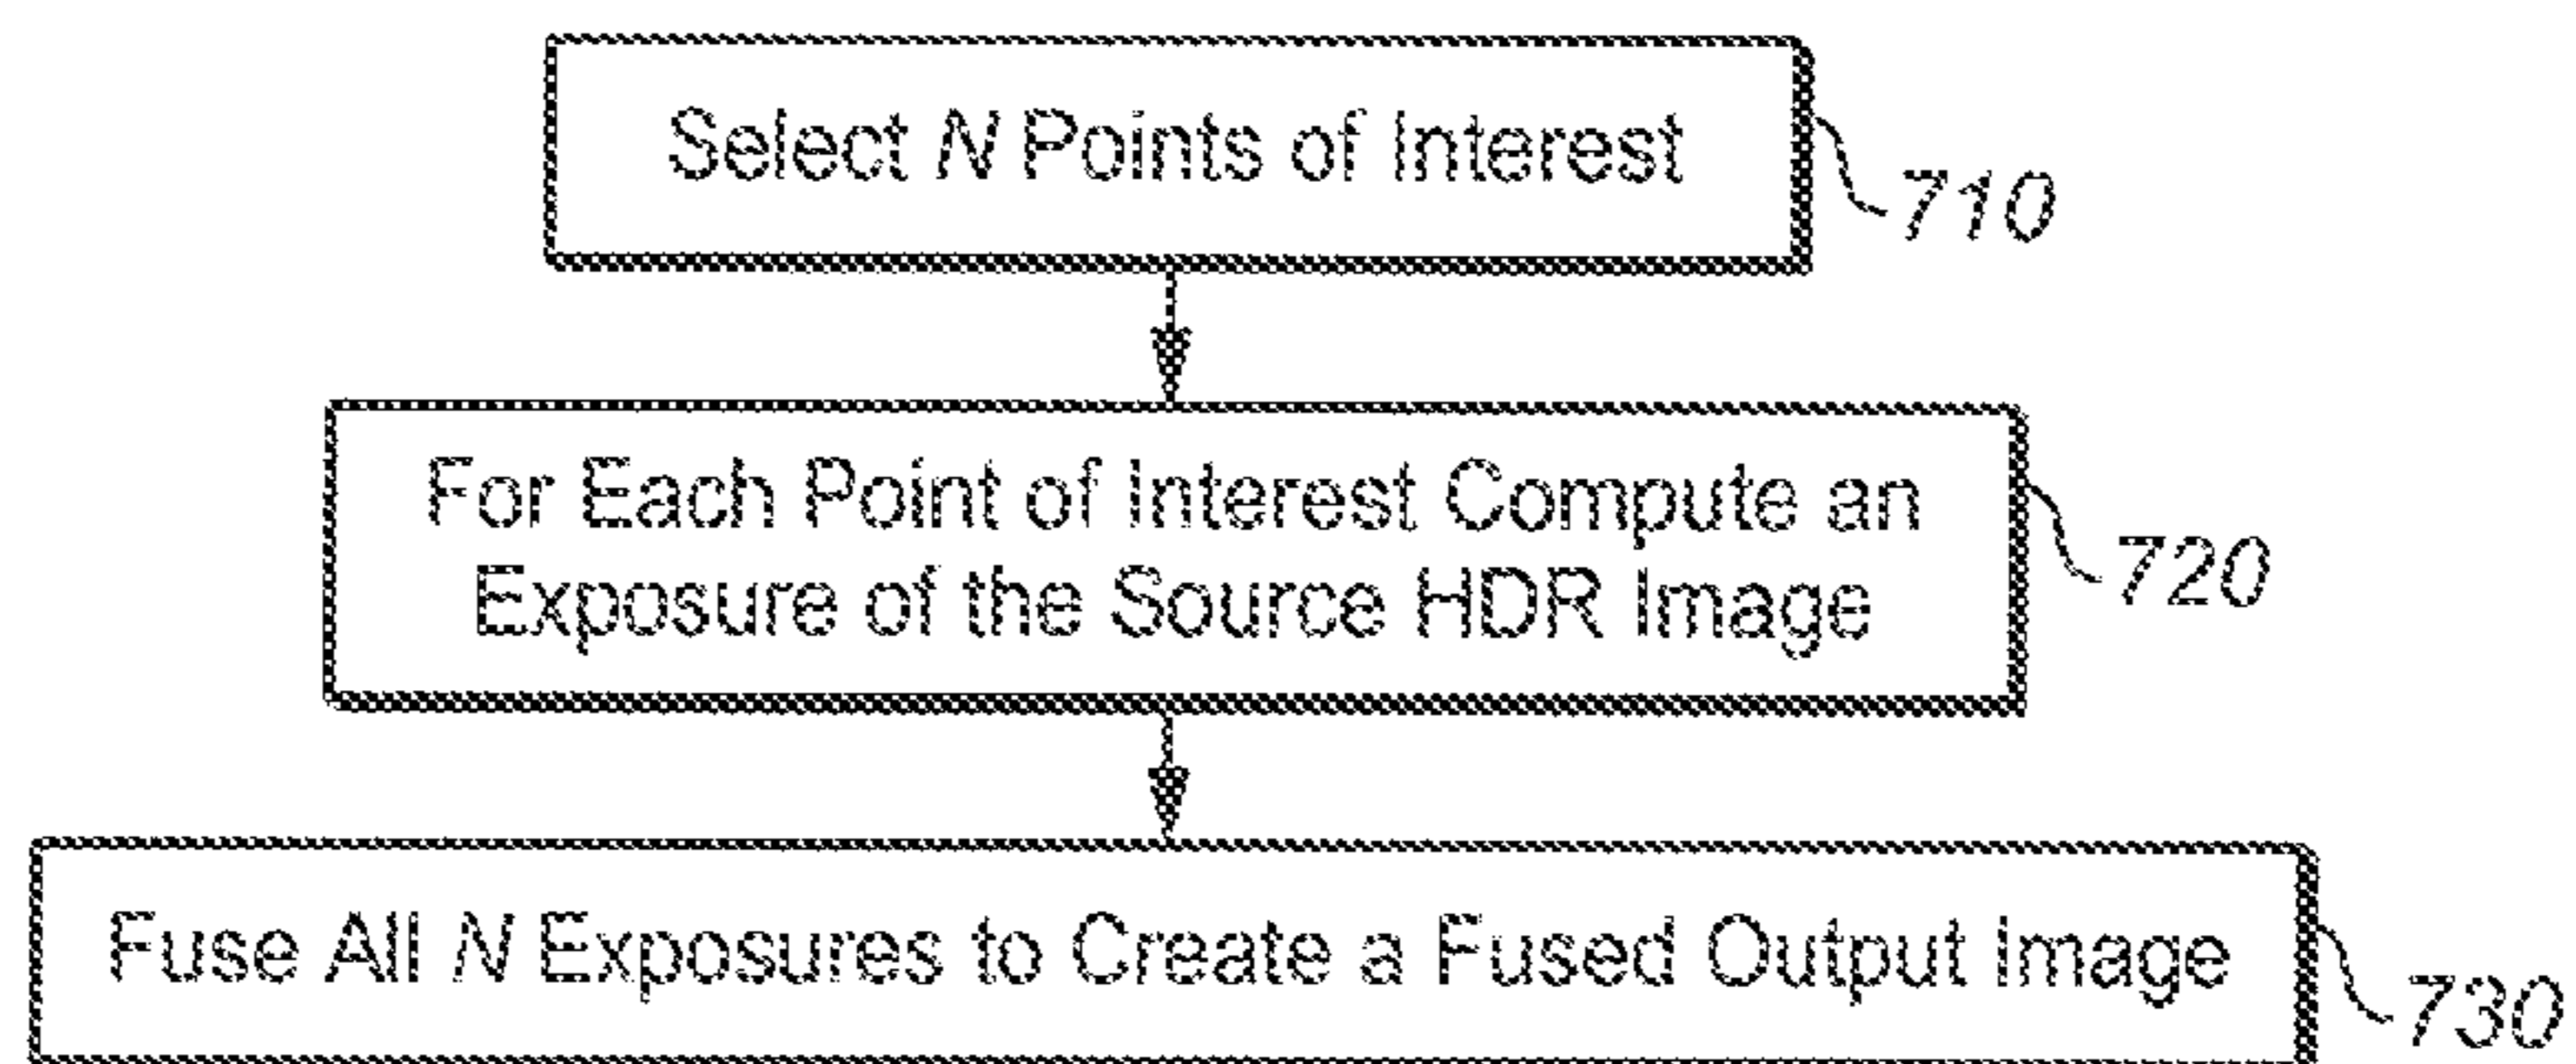 Select N Points of Interest
710
For Each Point of Interest Compute an
Exposure of the Source HDR Image
720
Fuse All N Exposures to Create a Fused Output Image
730